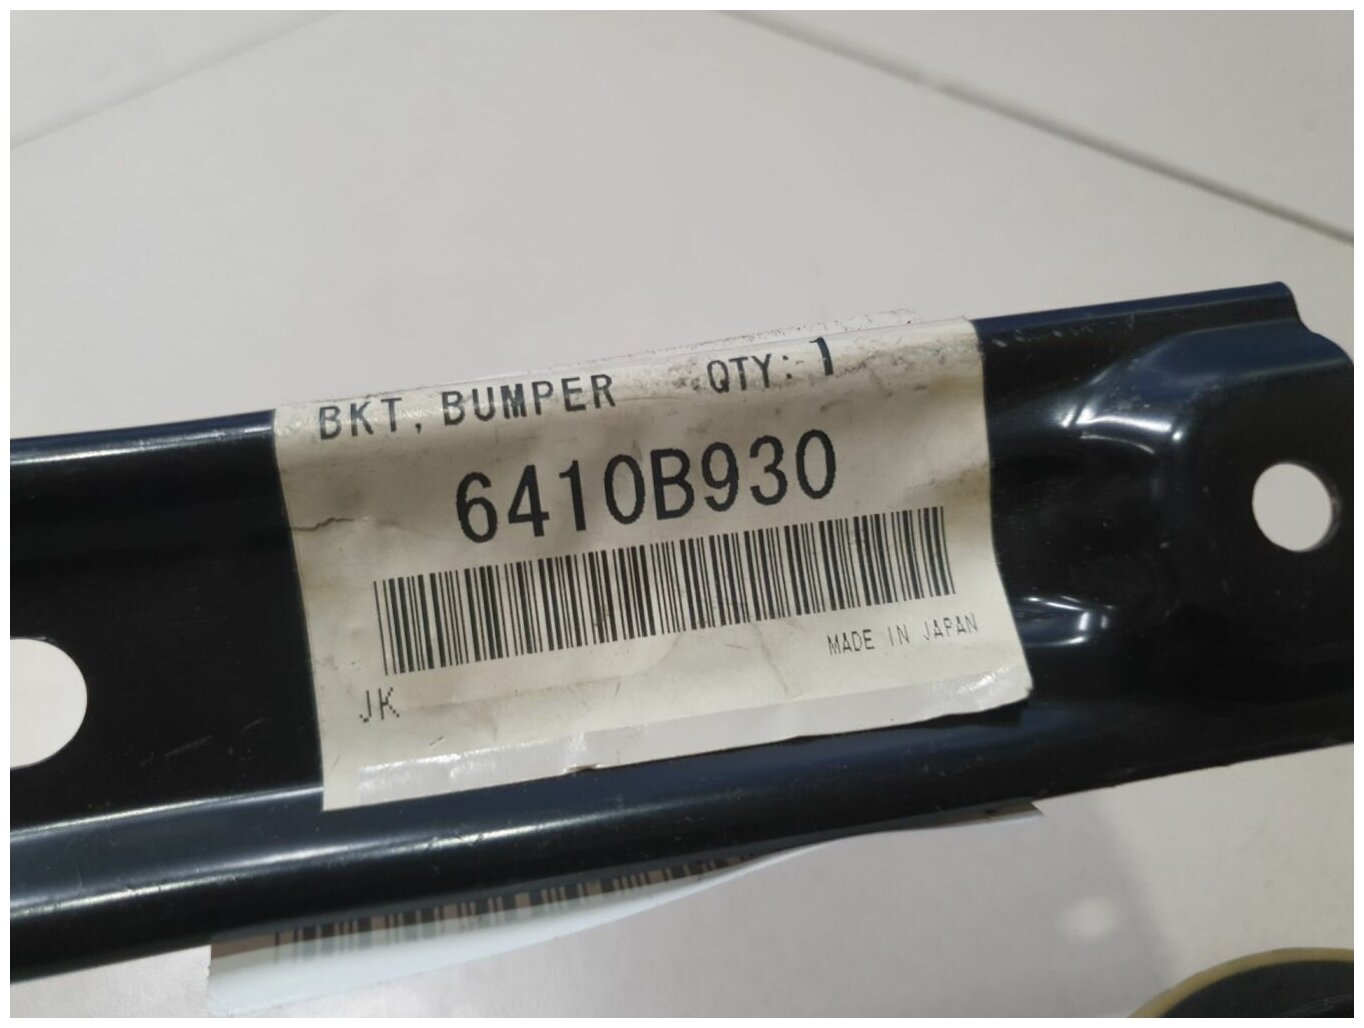 BKT, BUMPER QTY: 1
6410B930
MADE IN JAPAN
JK